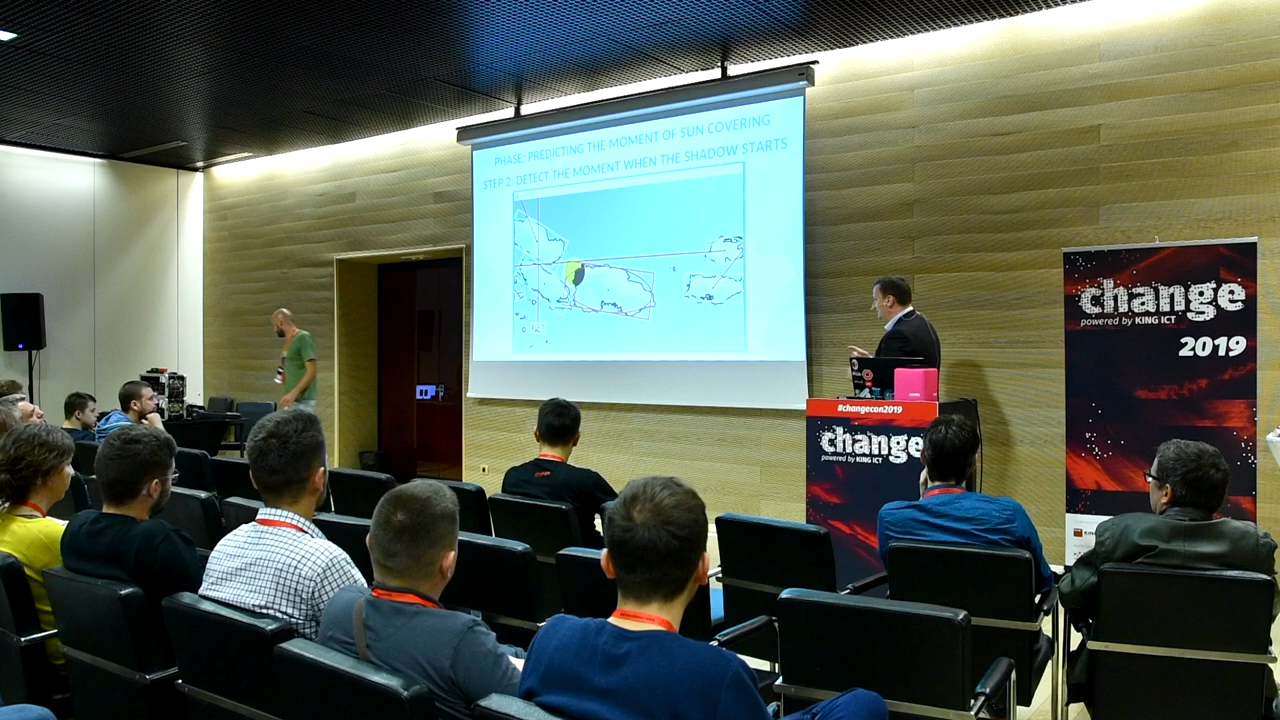 PHASE: PREDICTING THE MOMENT OF SUN COVERING
STEP 2: DETECT THE MOMENT WHEN THE SHADOW STARTS
#changecon2019
change
powered by KING ICT
change
powered by KING ICT
2019